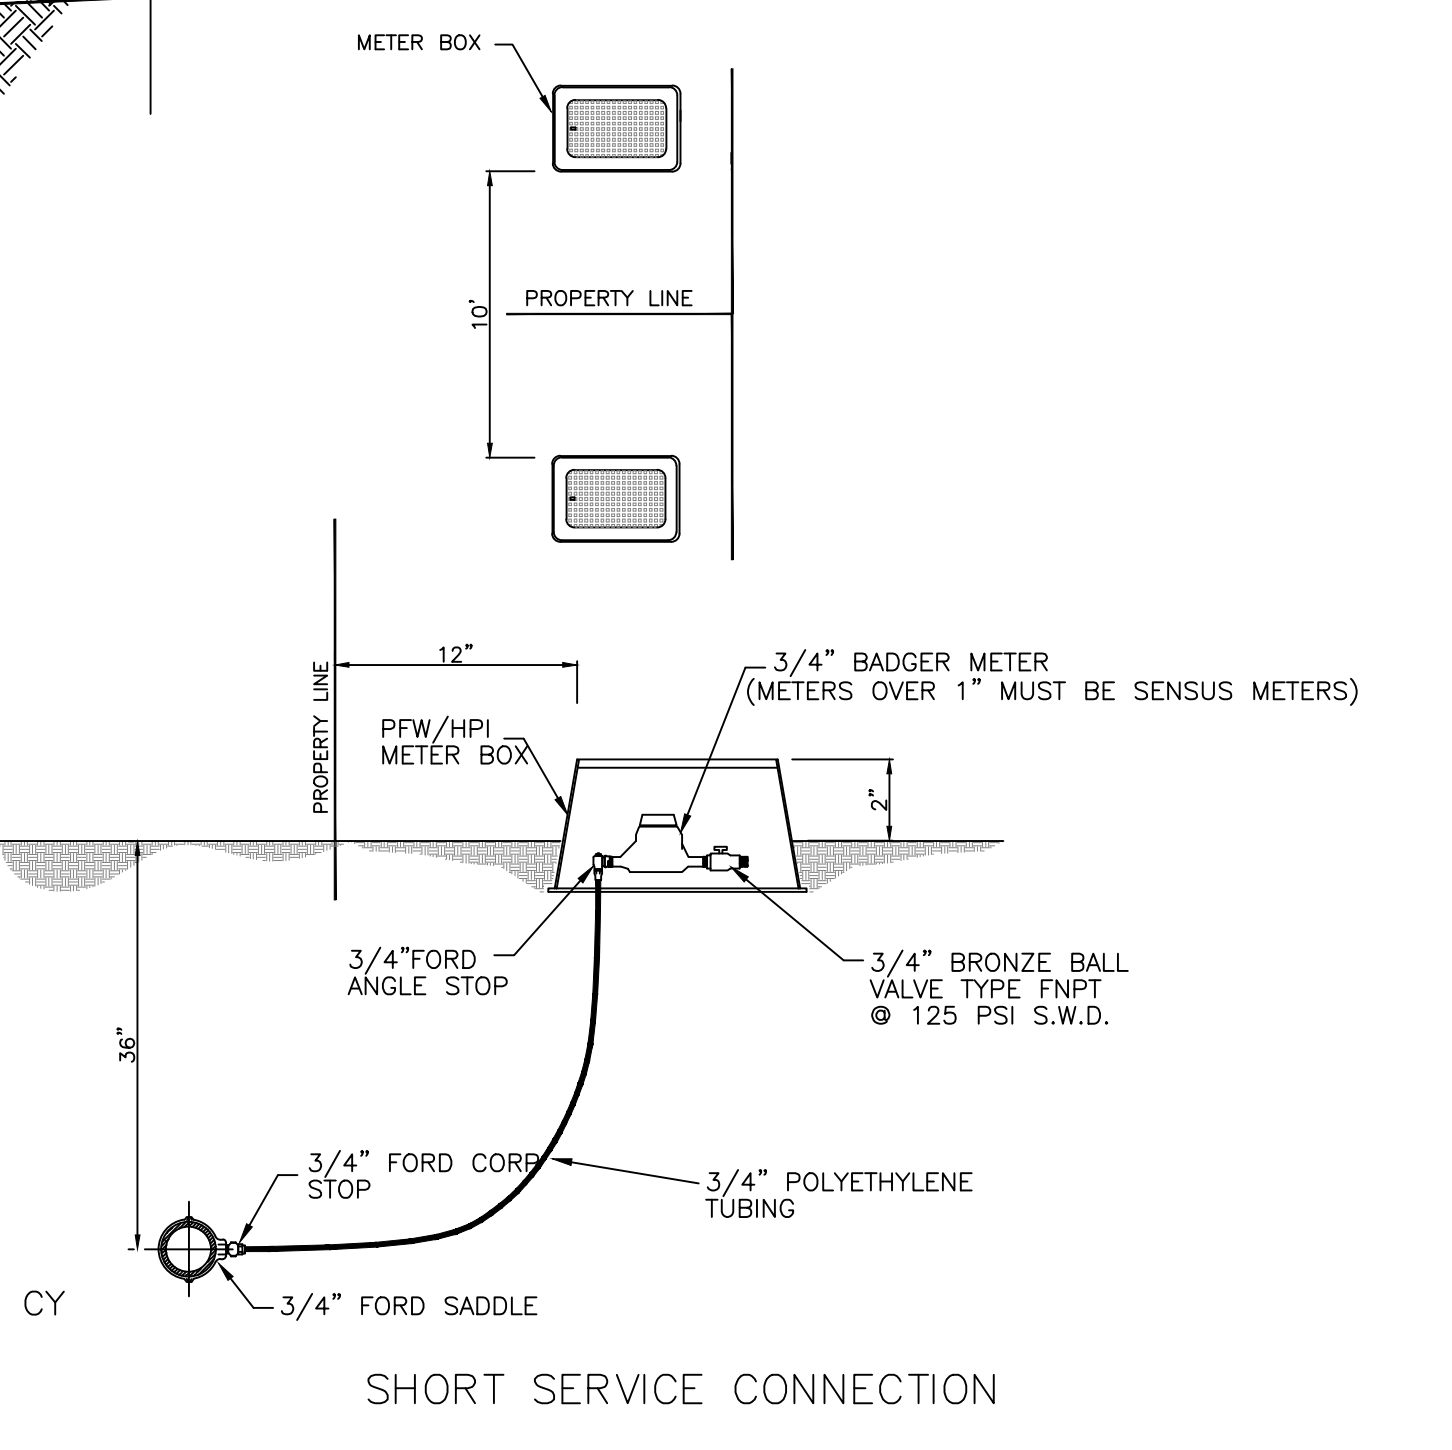 METER BOX
10'
PROPERTY LINE
12"
PROPERTY LINE
3/4" BADGER METER
(METERS OVER 1" MUST BE SENSUS METERS)
PFW/HPI
METER BOX
2"
3/4"FORD
ANGLE STOP
3/4" BRONZE BALL
VALVE TYPE FNPT
@ 125 PSI S.W.D.
36"
3/4" FORD CORP
STOP
3/4" POLYETHYLENE
TUBING
CY
3/4" FORD SADDLE
SHORT SERVICE CONNECTION